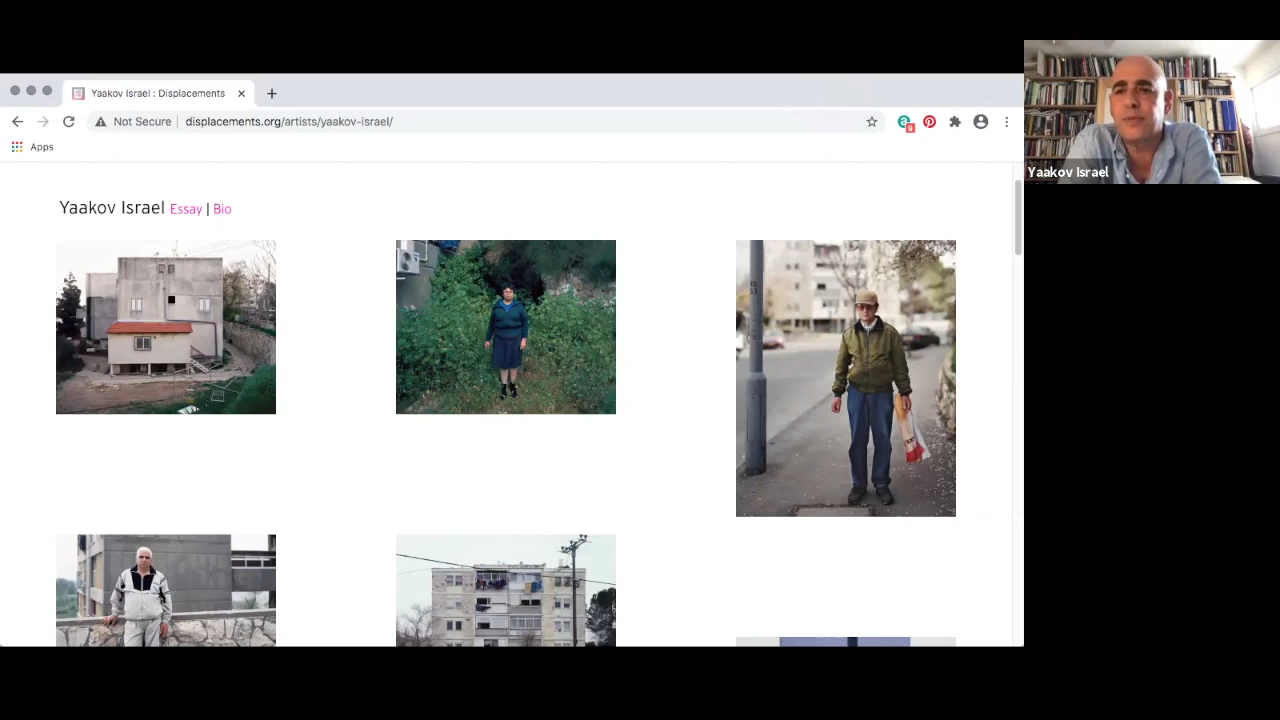 Yaakov Israel : Displacements
Not Secure | displacements.org/artists/yaakov-israel/
Apps
Yaakov Israel Essay | Bio
Yaakov Israel